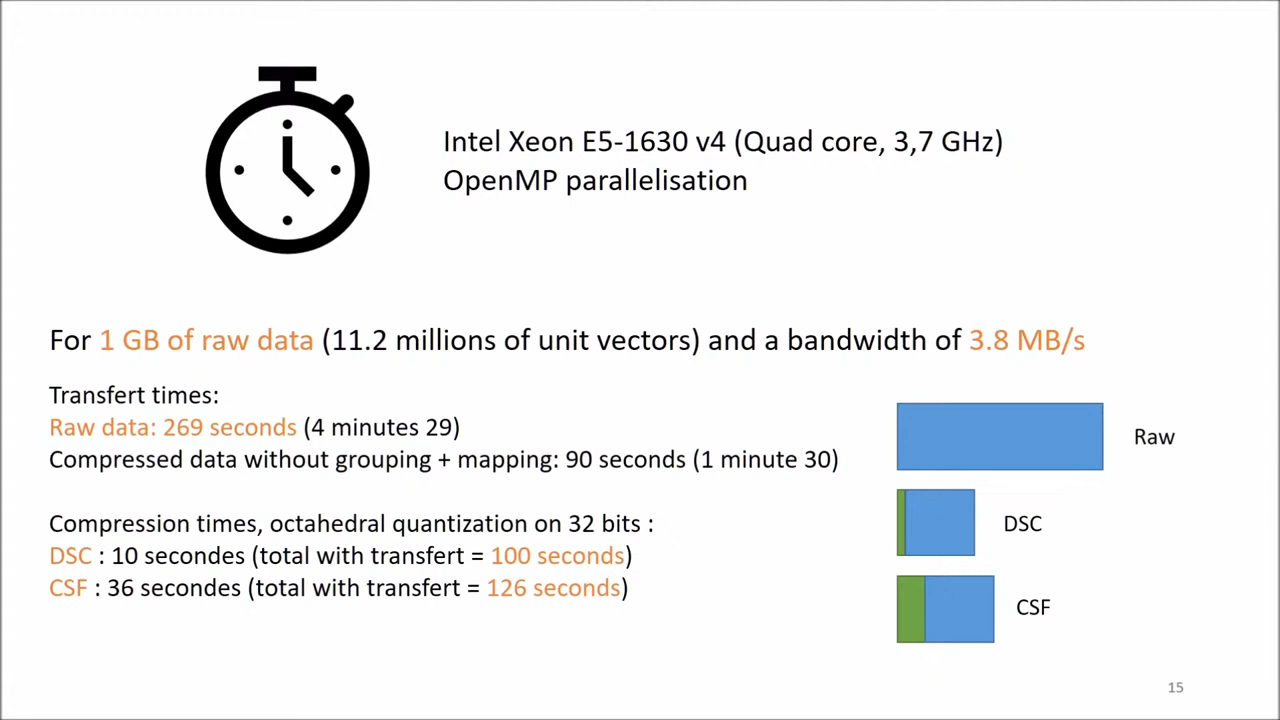 Intel Xeon E5-1630 v4 (Quad core, 3,7 GHz)
OpenMP parallelisation
For 1 GB of raw data (11.2 millions of unit vectors) and a bandwidth of 3.8 MB/s
Transfert times:
Raw data: 269 seconds (4 minutes 29)
Compressed data without grouping + mapping: 90 seconds (1 minute 30)
Compression times, octahedral quantization on 32 bits :
DSC : 10 secondes (total with transfert = 100 seconds)
CSF : 36 secondes (total with transfert = 126 seconds)
Raw
DSC
CSF
15